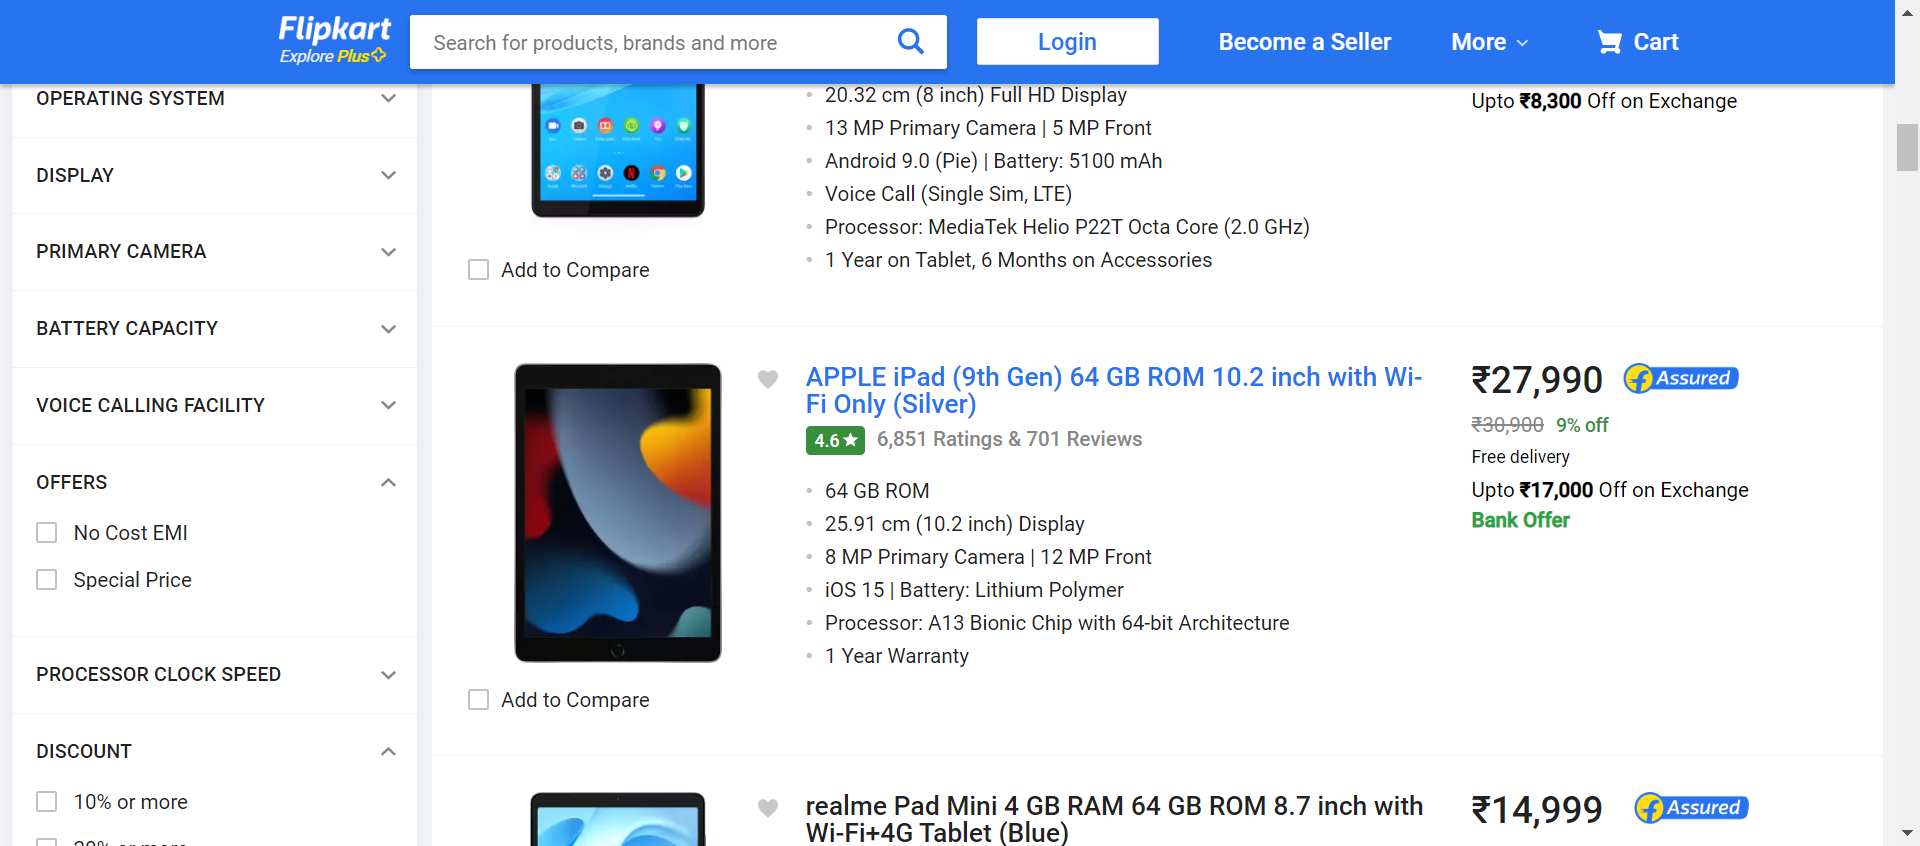 Flipkart
Explore Plus
Search for products, brands and more
Login
Become a Seller
More
Cart
OPERATING SYSTEM
DISPLAY
PRIMARY CAMERA
BATTERY CAPACITY
VOICE CALLING FACILITY
OFFERS
No Cost EMI
Special Price
PROCESSOR CLOCK SPEED
DISCOUNT
10% or more
20.32 cm (8 inch) Full HD Display
13 MP Primary Camera | 5 MP Front
Android 9.0 (Pie) | Battery: 5100 mAh
Voice Call (Single Sim, LTE)
Processor: MediaTek Helio P22T Octa Core (2.0 GHz)
1 Year on Tablet, 6 Months on Accessories
Upto ₹8,300 Off on Exchange
Add to Compare
APPLE iPad (9th Gen) 64 GB ROM 10.2 inch with Wi-
Fi Only (Silver)
4.6★ 6,851 Ratings & 701 Reviews
64 GB ROM
25.91 cm (10.2 inch) Display
8 MP Primary Camera | 12 MP Front
iOS 15 | Battery: Lithium Polymer
Processor: A13 Bionic Chip with 64-bit Architecture
1 Year Warranty
₹27,990
Assured
₹30,900 9% off
Free delivery
Upto ₹17,000 Off on Exchange
Bank Offer
Add to Compare
realme Pad Mini 4 GB RAM 64 GB ROM 8.7 inch with
Wi-Fi+4G Tablet (Blue)
₹14,999
Assured